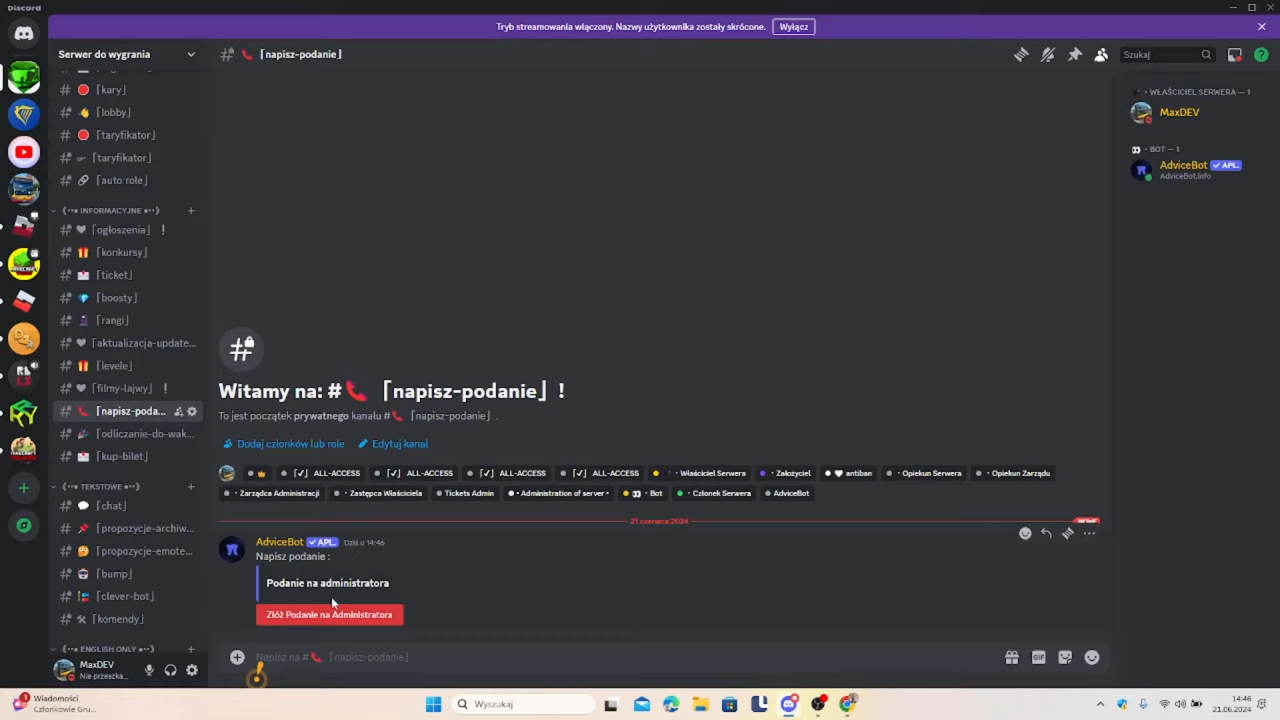 Discord
Tryb streamowania włączony. Nazwy użytkownika zostały skrócone.
Wyłącz
Serwer do wygrania
「napisz-podanie」
Szukaj
「kary」
「lobby」
「taryfikator」
「taryfikator」
「auto role」
INFORMACYJNE
「ogłoszenia」
「konkursy」
「ticket」
「boosty」
「rangi」
「aktualizacja-update...
「levele」
「filmy-lajwy」
「napisz-poda...
「odliczanie-do-wak...
「kup-bilet」
TEKSTOWE
「chat」
「propozycje-archiw...
「propozycje-emote...
「bump」
「clever-bot」
「komendy」
ENGLISH ONLY
MaxDEV
Nie przeszka...
Witamy na: # 「napisz-podanie」 !
To jest początek prywatnego kanału # 「napisz-podanie」 .
Dodaj członków lub role
Edytuj kanał
[✓] ALL-ACCESS
[✓] ALL-ACCESS
[✓] ALL-ACCESS
[✓] ALL-ACCESS
Właściciel Serwera
Założyciel
antiban
Opiekun Serwera
Opiekun Zarządu
Zarządca Administracji
Zastępca Właściciela
Tickets Admin
Administration of server
Bot
Członek Serwera
AdviceBot
21 czerwca 2024
AdviceBot ✓ APL. Dziś o 14:46
Napisz podanie :
Podanie na administratora
Złóż Podanie na Administratora
Napisz na # 「napisz-podanie」
WŁAŚCICIEL SERWERA — 1
MaxDEV
BOT — 1
AdviceBot ✓ APL.
AdviceBot.Info
Wiadomości
Członkowie Gru...
Wyszukaj
14:46
21.06.2024